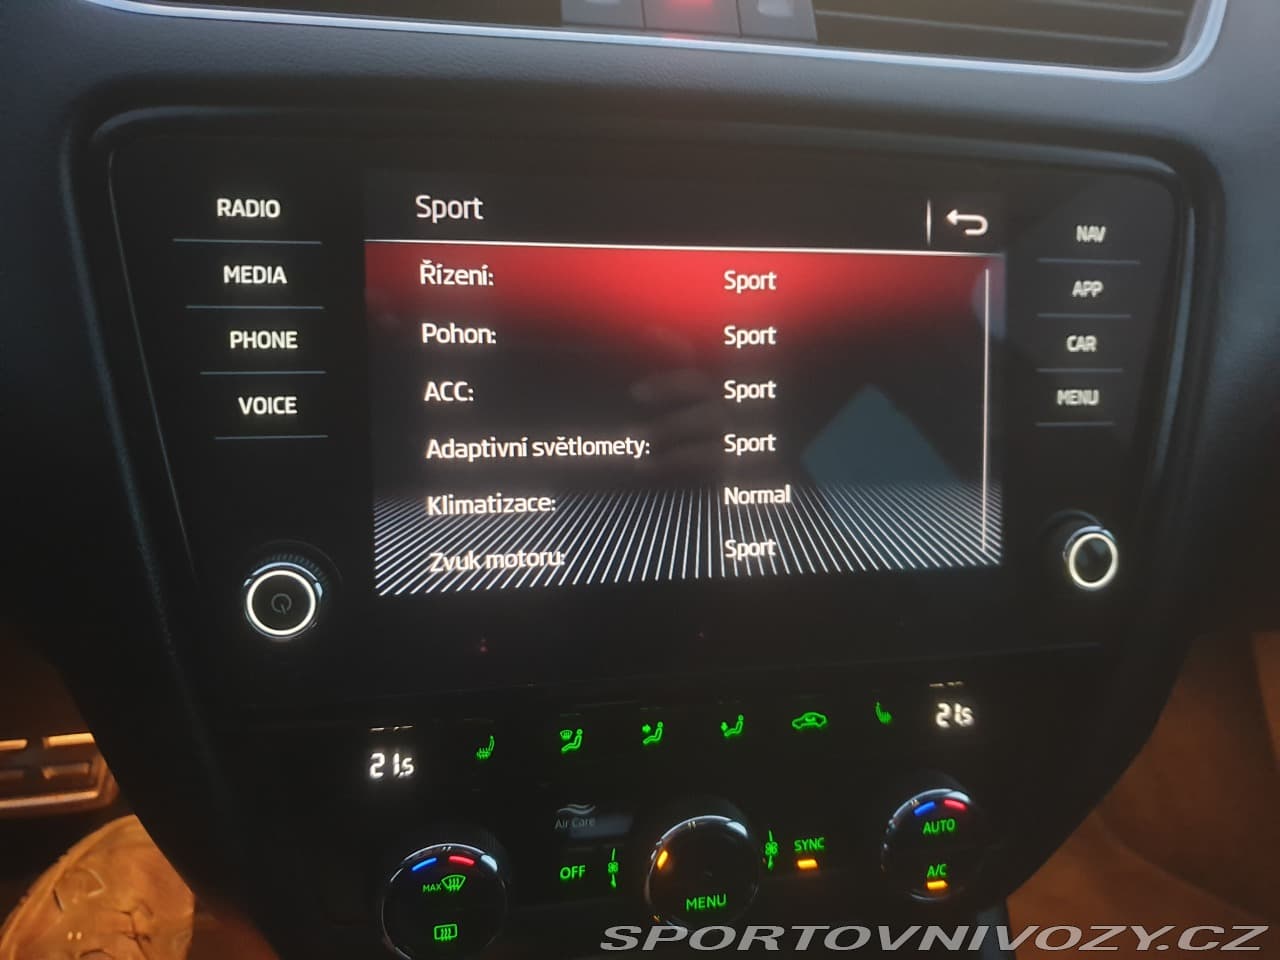 RADIO
MEDIA
PHONE
VOICE
Sport
Řízení: Sport
Pohon: Sport
ACC: Sport
Adaptivní světlomety: Sport
Klimatizace: Normal
Zvuk motoru: Sport
NAV
APP
CAR
MENU
21,5
21,5
Air Care
MAX
OFF
MENU
SYNC
AUTO
A/C
SPORTOVNIVOZY.CZ